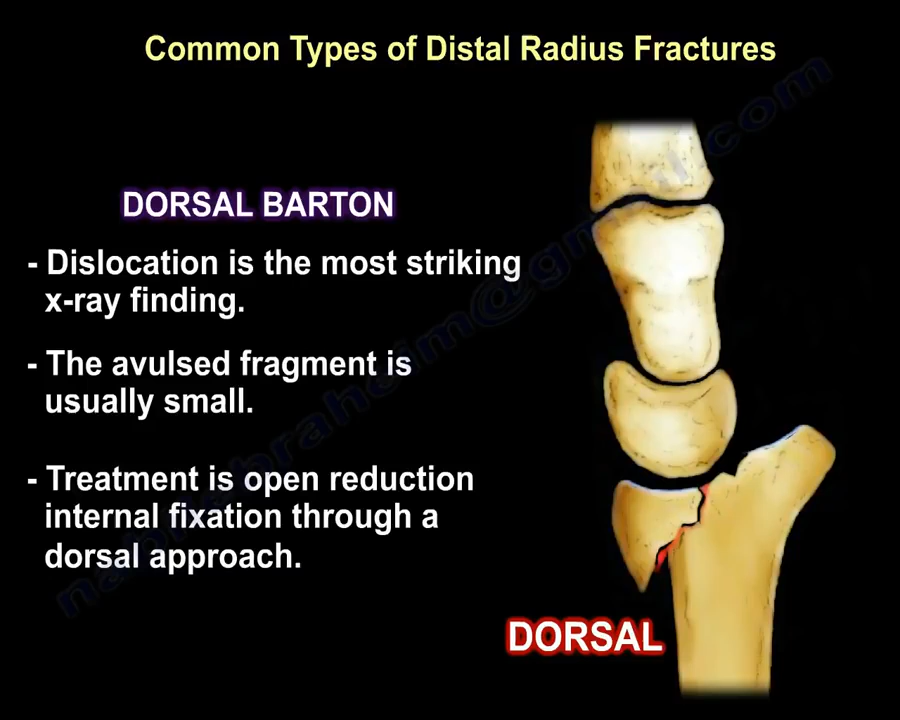 Common Types of Distal Radius Fractures
DORSAL BARTON
- Dislocation is the most striking
x-ray finding.
- The avulsed fragment is
usually small.
- Treatment is open reduction
internal fixation through a
dorsal approach.
DORSAL